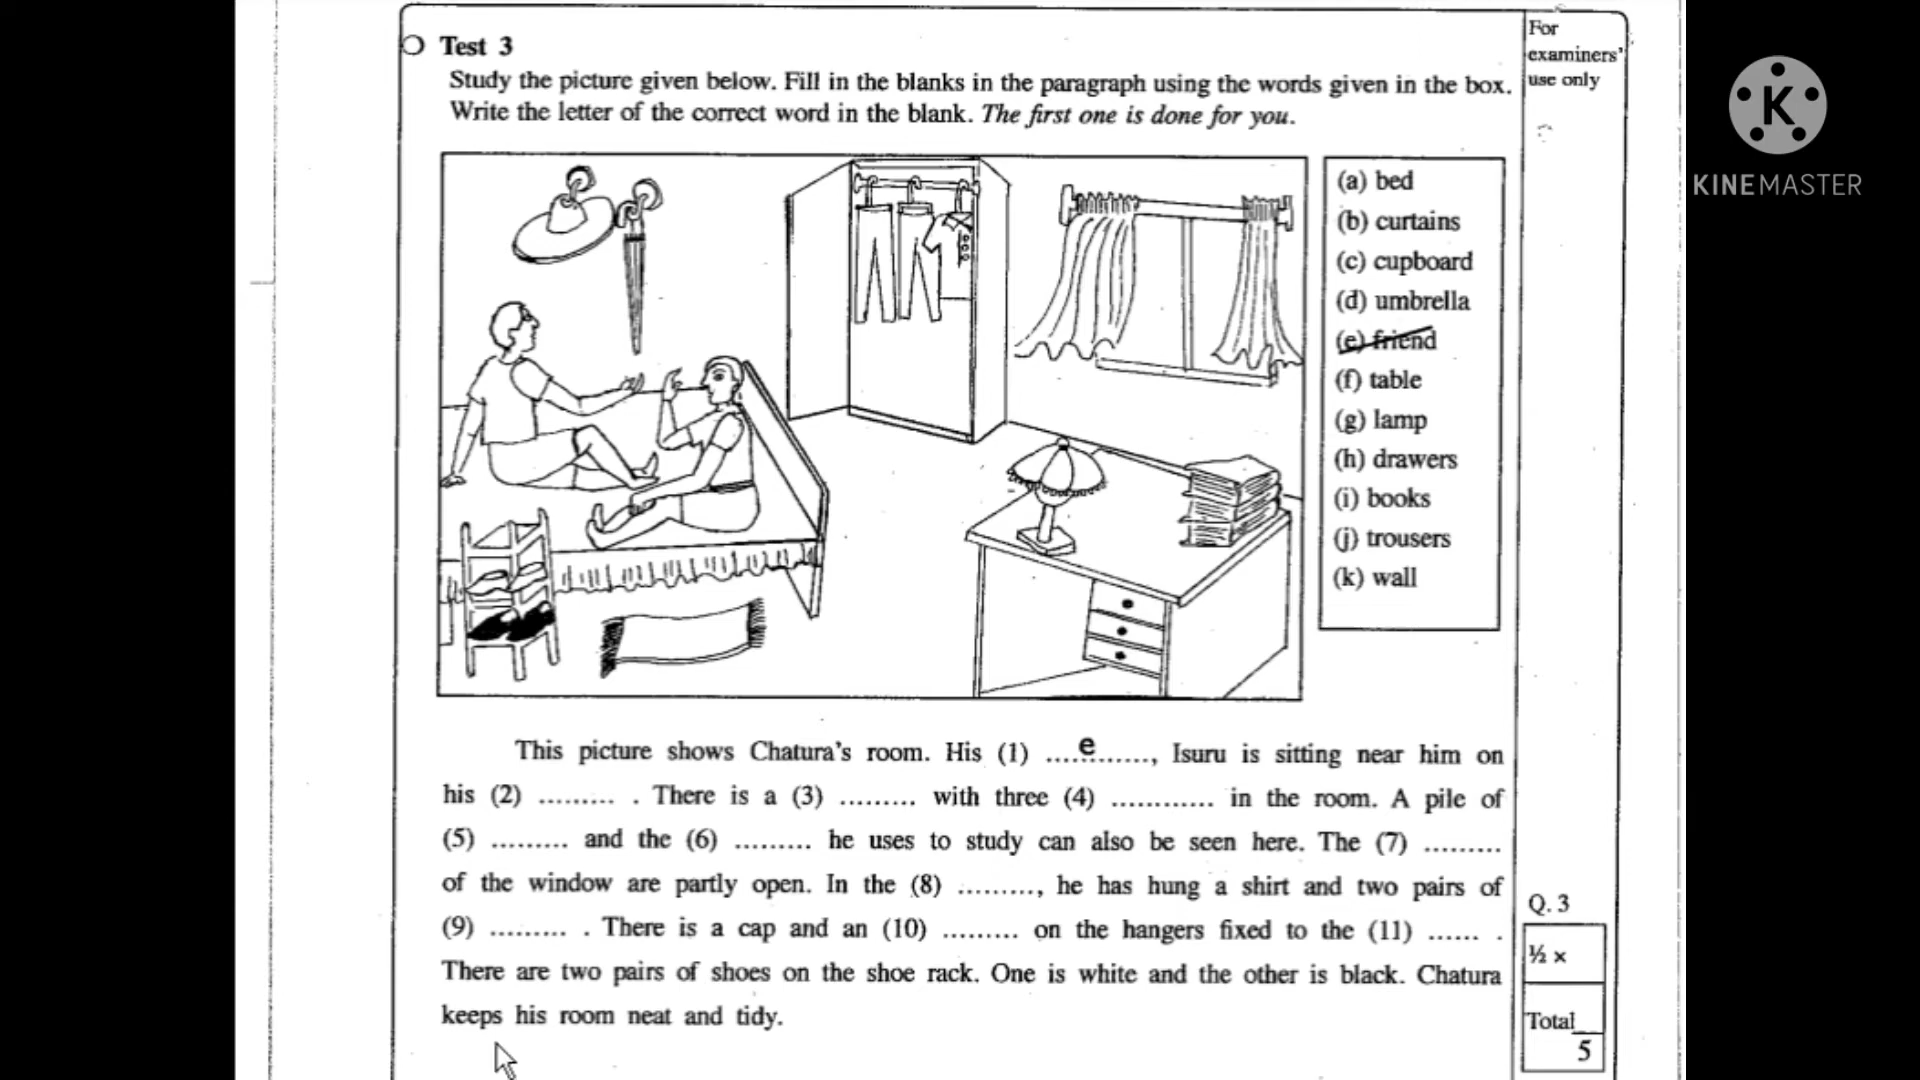 Test 3
Study the picture given below. Fill in the blanks in the paragraph using the words given in the box.
Write the letter of the correct word in the blank. The first one is done for you.
For
examiners'
use only
K
KINEMASTER
(a) bed
(b) curtains
(c) cupboard
(d) umbrella
(e) friend
(f) table
(g) lamp
(h) drawers
(i) books
(j) trousers
(k) wall
This picture shows Chatura's room. His (1) ......e......., Isuru is sitting near him on
his (2) ......... . There is a (3) ......... with three (4) ............ in the room. A pile of
(5) ......... and the (6) ......... he uses to study can also be seen here. The (7) .........
of the window are partly open. In the (8) ........., he has hung a shirt and two pairs of
(9) ......... . There is a cap and an (10) ......... on the hangers fixed to the (11) ...... .
There are two pairs of shoes on the shoe rack. One is white and the other is black. Chatura
keeps his room neat and tidy.
Q. 3
½ ×
Total
5